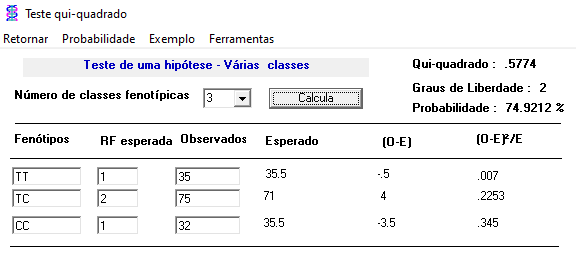 Teste qui-quadrado
Retornar Probabilidade Exemplo Ferramentas
Teste de uma hipótese - Várias classes
Qui-quadrado : .5774
Graus de Liberdade : 2
Probabilidade : 74.9212 %
Número de classes fenotípicas 3 Calcula
Fenótipos RF esperada Observados Esperado (O-E) (O-E)²/E
TT 1 35 35.5 -.5 .007
TC 2 75 71 4 .2253
CC 1 32 35.5 -3.5 .345